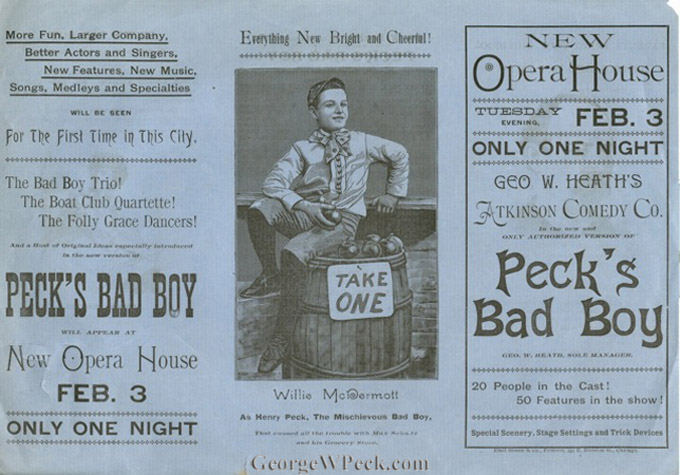 More Fun, Larger Company,
Better Actors and Singers,
New Features, New Music,
Songs, Medleys and Specialties
WILL BE SEEN
For The First Time in This City,
The Bad Boy Trio!
The Boat Club Quartette!
The Folly Grace Dancers!
And a Host of Original Ideas especially introduced
in the new version of
PECK'S BAD BOY
WILL APPEAR AT
New Opera House
FEB. 3
ONLY ONE NIGHT
Everything New Bright and Cheerful!
TAKE
ONE
Willie McDermott
As Henry Peck, The Mischievous Bad Boy,
That caused all the trouble with Max Schultz
and his Grocery Store.
GeorgeWPeck.com
NEW
Opera House
TUESDAY
EVENING,
FEB. 3
ONLY ONE NIGHT
GEO W. HEATH'S
ATKINSON COMEDY CO.
In the new and
ONLY AUTHORIZED VERSION OF
Peck's
Bad Boy
GEO. W. HEATH, SOLE MANAGER.
20 People in the Cast!
50 Features in the show!
Special Scenery, Stage Settings and Trick Devices